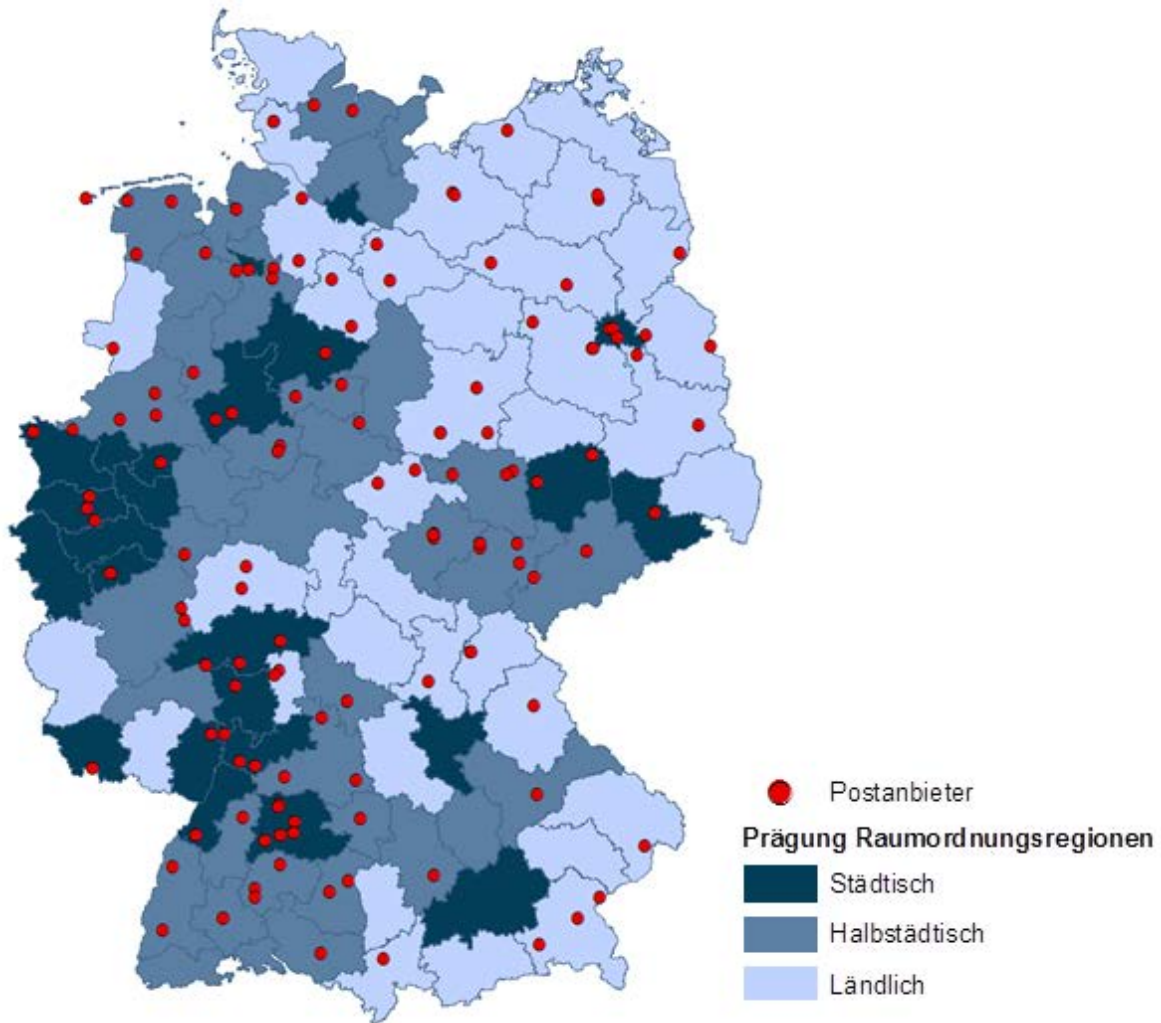 Postanbieter
Prägung Raumordnungsregionen
Städtisch
Halbstädtisch
Ländlich